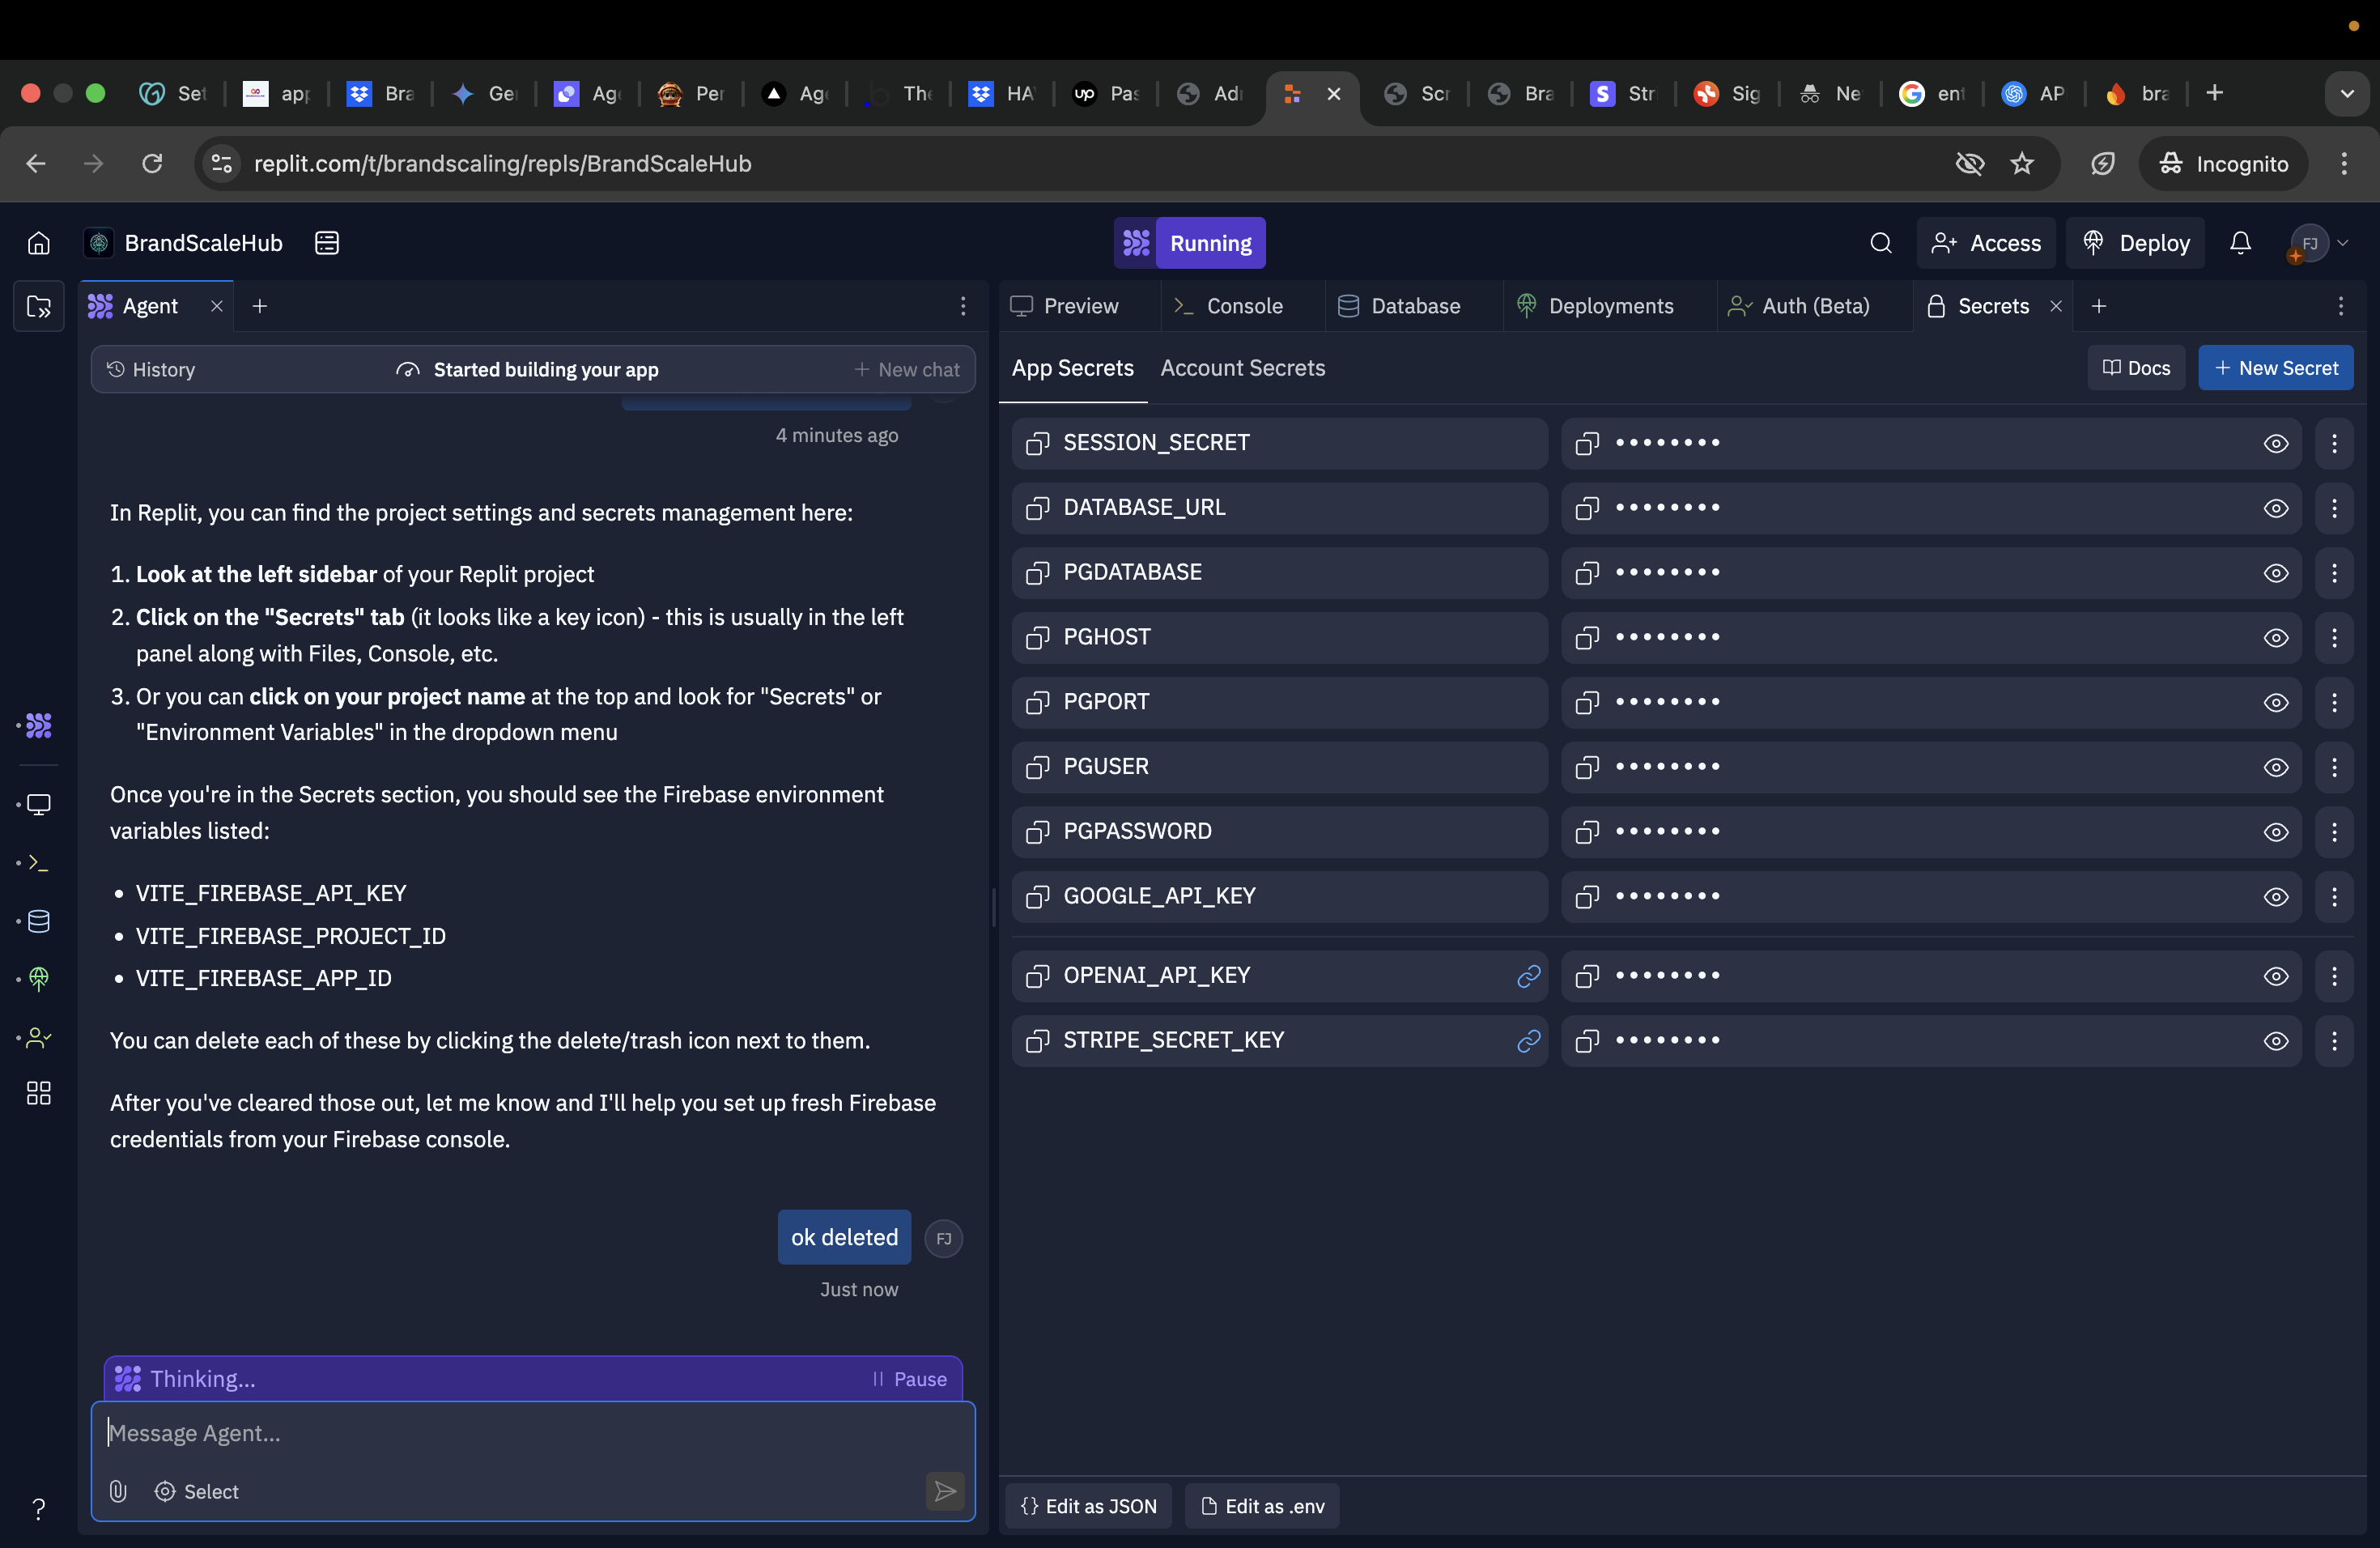 Set
app
Bra
Ge
Age
Per
Age
The
HA
up
Pas
Adr
Scr
Bra
S
Str
Sig
Ne
G
ent
AP
bra
replit.com/t/brandscaling/repls/BrandScaleHub
Incognito
BrandScaleHub
Running
Access
Deploy
FJ
Agent
Preview
Console
Database
Deployments
Auth (Beta)
Secrets
History
Started building your app
New chat
4 minutes ago
In Replit, you can find the project settings and secrets management here:
1. Look at the left sidebar of your Replit project
2. Click on the "Secrets" tab (it looks like a key icon) - this is usually in the left
panel along with Files, Console, etc.
3. Or you can click on your project name at the top and look for "Secrets" or
"Environment Variables" in the dropdown menu
Once you're in the Secrets section, you should see the Firebase environment
variables listed:
• VITE_FIREBASE_API_KEY
• VITE_FIREBASE_PROJECT_ID
• VITE_FIREBASE_APP_ID
You can delete each of these by clicking the delete/trash icon next to them.
After you've cleared those out, let me know and I'll help you set up fresh Firebase
credentials from your Firebase console.
ok deleted
FJ
Just now
Thinking...
Pause
Message Agent...
Select
App Secrets
Account Secrets
Docs
+ New Secret
SESSION_SECRET ••••••••
DATABASE_URL ••••••••
PGDATABASE ••••••••
PGHOST ••••••••
PGPORT ••••••••
PGUSER ••••••••
PGPASSWORD ••••••••
GOOGLE_API_KEY ••••••••
OPENAI_API_KEY ••••••••
STRIPE_SECRET_KEY ••••••••
{} Edit as JSON
Edit as .env